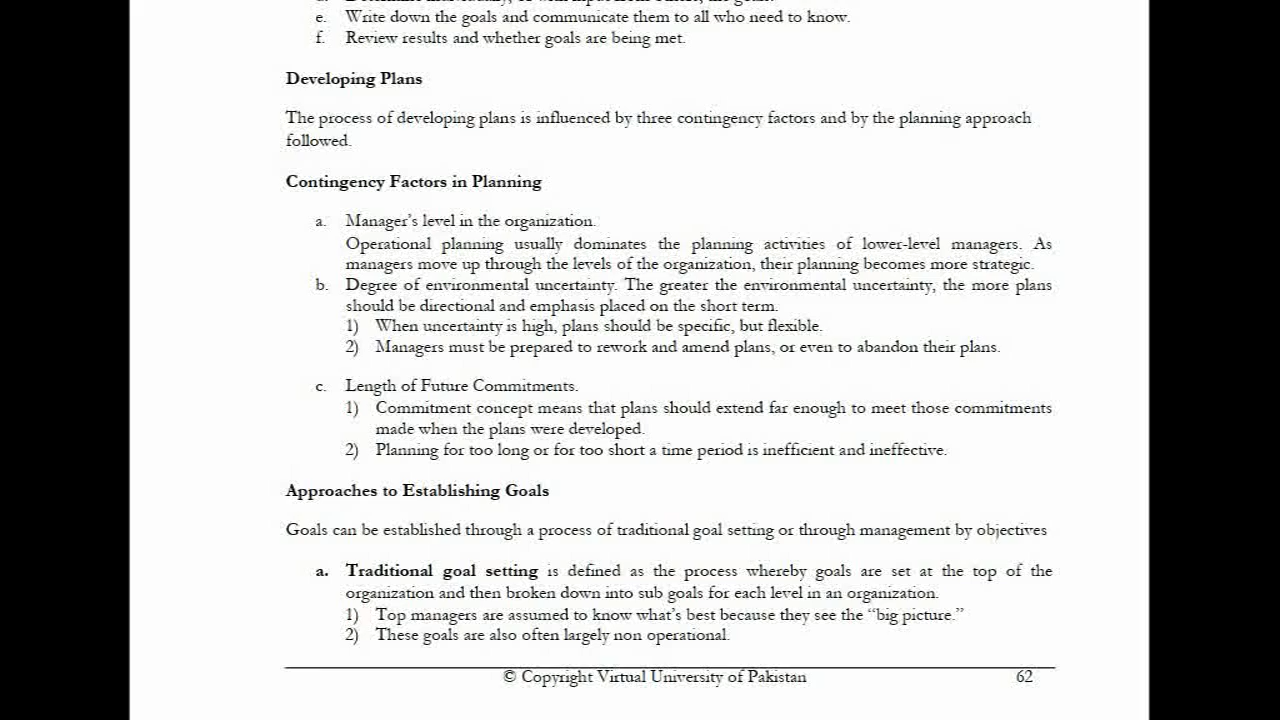 e. Write down the goals and communicate them to all who need to know.
f. Review results and whether goals are being met.
Developing Plans
The process of developing plans is influenced by three contingency factors and by the planning approach
followed.
Contingency Factors in Planning
a. Manager's level in the organization.
Operational planning usually dominates the planning activities of lower-level managers. As
managers move up through the levels of the organization, their planning becomes more strategic.
b. Degree of environmental uncertainty. The greater the environmental uncertainty, the more plans
should be directional and emphasis placed on the short term.
1) When uncertainty is high, plans should be specific, but flexible.
2) Managers must be prepared to rework and amend plans, or even to abandon their plans.
c. Length of Future Commitments.
1) Commitment concept means that plans should extend far enough to meet those commitments
made when the plans were developed.
2) Planning for too long or for too short a time period is inefficient and ineffective.
Approaches to Establishing Goals
Goals can be established through a process of traditional goal setting or through management by objectives
a. Traditional goal setting is defined as the process whereby goals are set at the top of the
organization and then broken down into sub goals for each level in an organization.
1) Top managers are assumed to know what's best because they see the “big picture.”
2) These goals are also often largely non operational.
© Copyright Virtual University of Pakistan 62